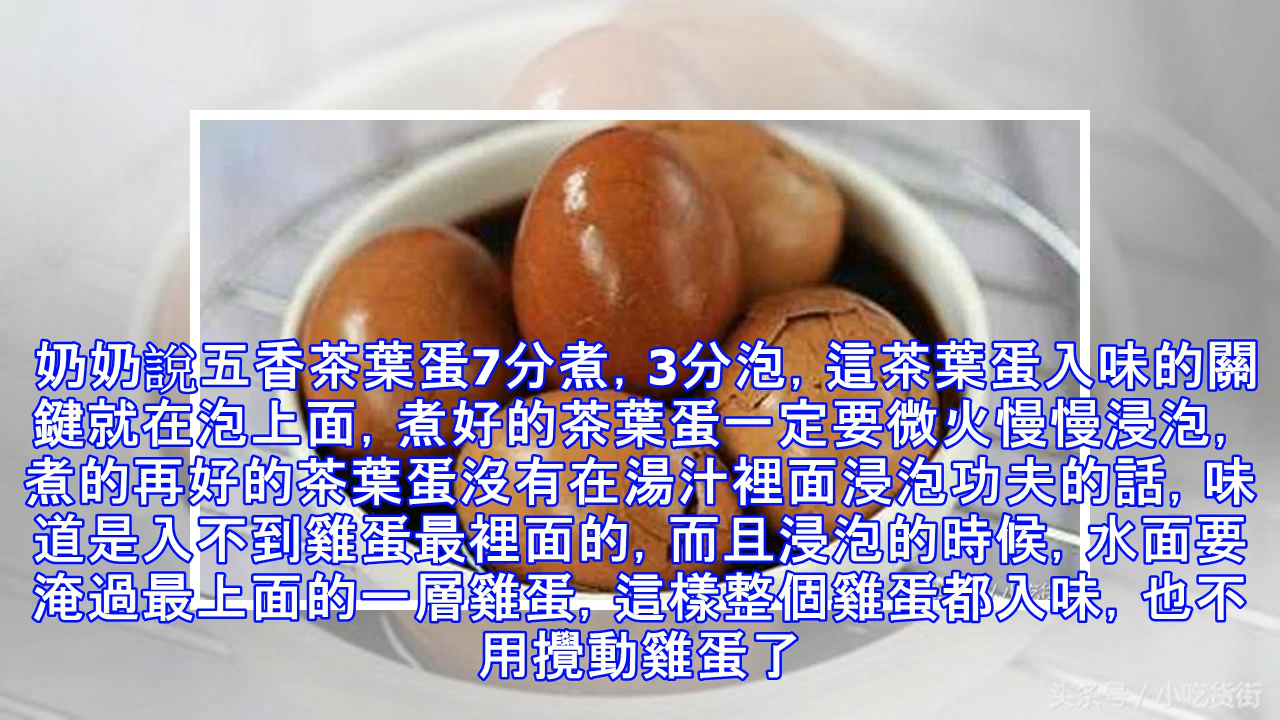 奶奶說五香茶葉蛋7分煮, 3分泡, 這茶葉蛋入味的關
鍵就在泡上面, 煮好的茶葉蛋一定要微火慢慢浸泡,
煮的再好的茶葉蛋沒有在湯汁裡面浸泡功夫的話, 味
道是入不到雞蛋最裡面的, 而且浸泡的時候, 水面要
淹過最上面的一層雞蛋, 這樣整個雞蛋都入味, 也不
用攪動雞蛋了
头条号 / 小吃货街